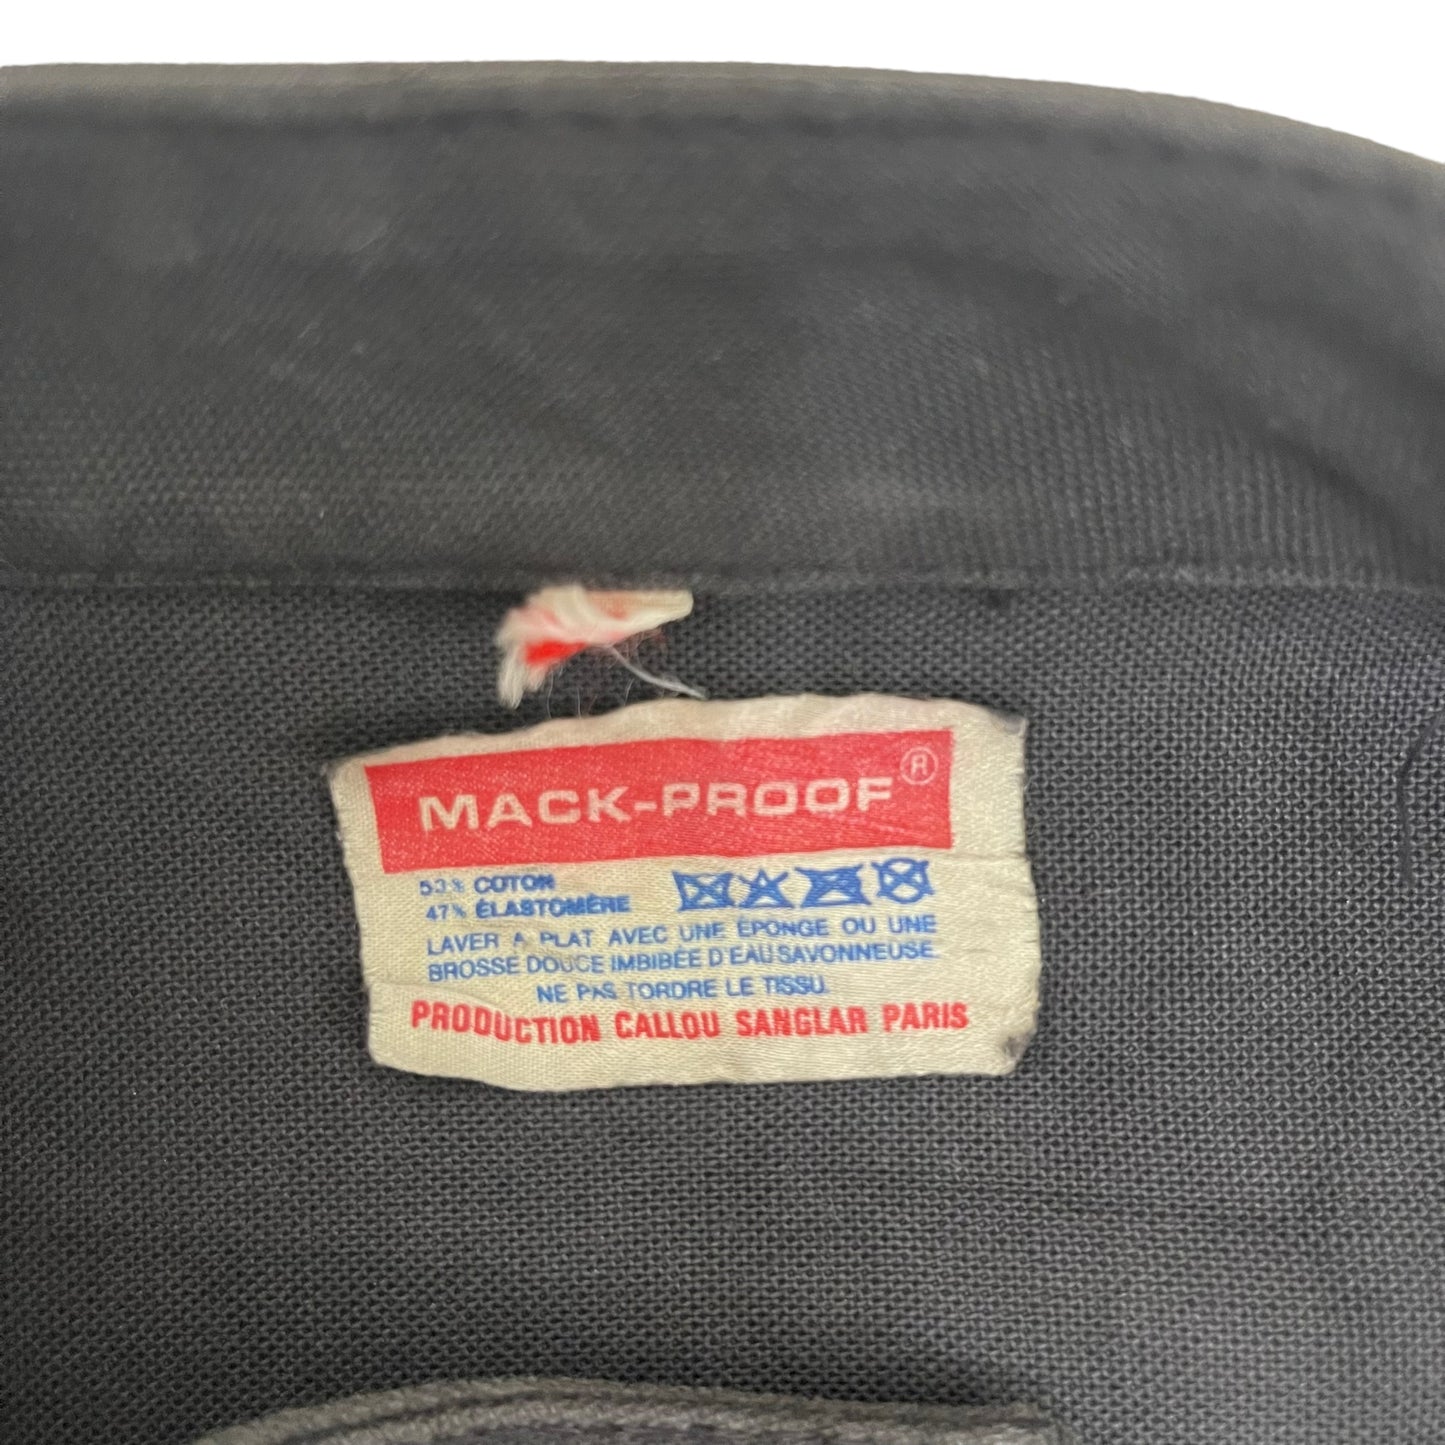 MACK-PROOF®
53% COTON
47% ÉLASTOMÈRE
LAVER A PLAT AVEC UNE ÉPONGE OU UNE
BROSSE DOUCE IMBIBÉE D'EAU SAVONNEUSE.
NE PAS TORDRE LE TISSU.
PRODUCTION CALLOU SANGLAR PARIS